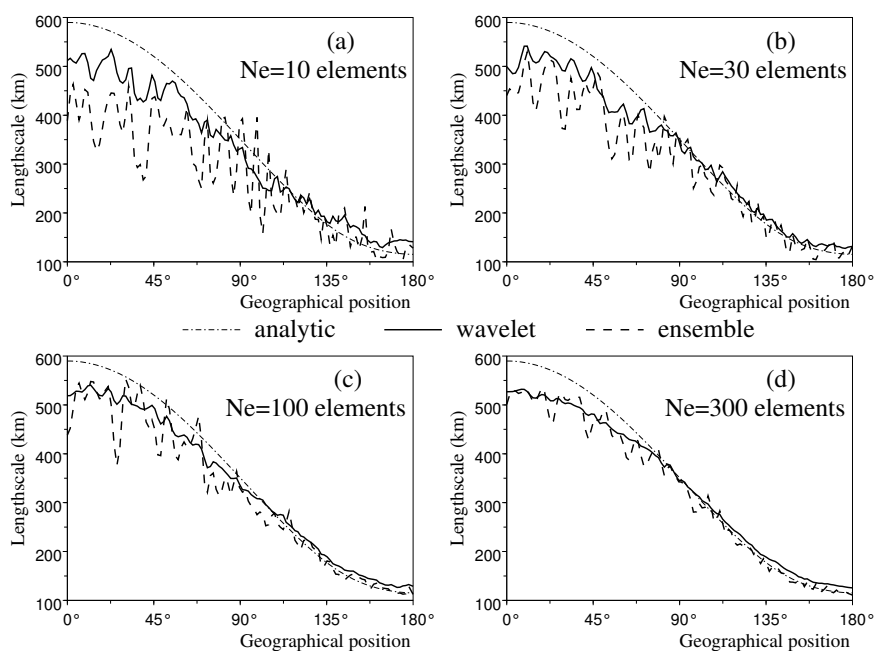 600
500
400
300
200
100
Lengthscale (km)
(a)
Ne=10 elements
0° 45° 90° 135° 180°
Geographical position
600
500
400
300
200
100
Lengthscale (km)
(b)
Ne=30 elements
0° 45° 90° 135° 180°
Geographical position
analytic wavelet ensemble
600
500
400
300
200
100
Lengthscale (km)
(c)
Ne=100 elements
0° 45° 90° 135° 180°
Geographical position
600
500
400
300
200
100
Lengthscale (km)
(d)
Ne=300 elements
0° 45° 90° 135° 180°
Geographical position